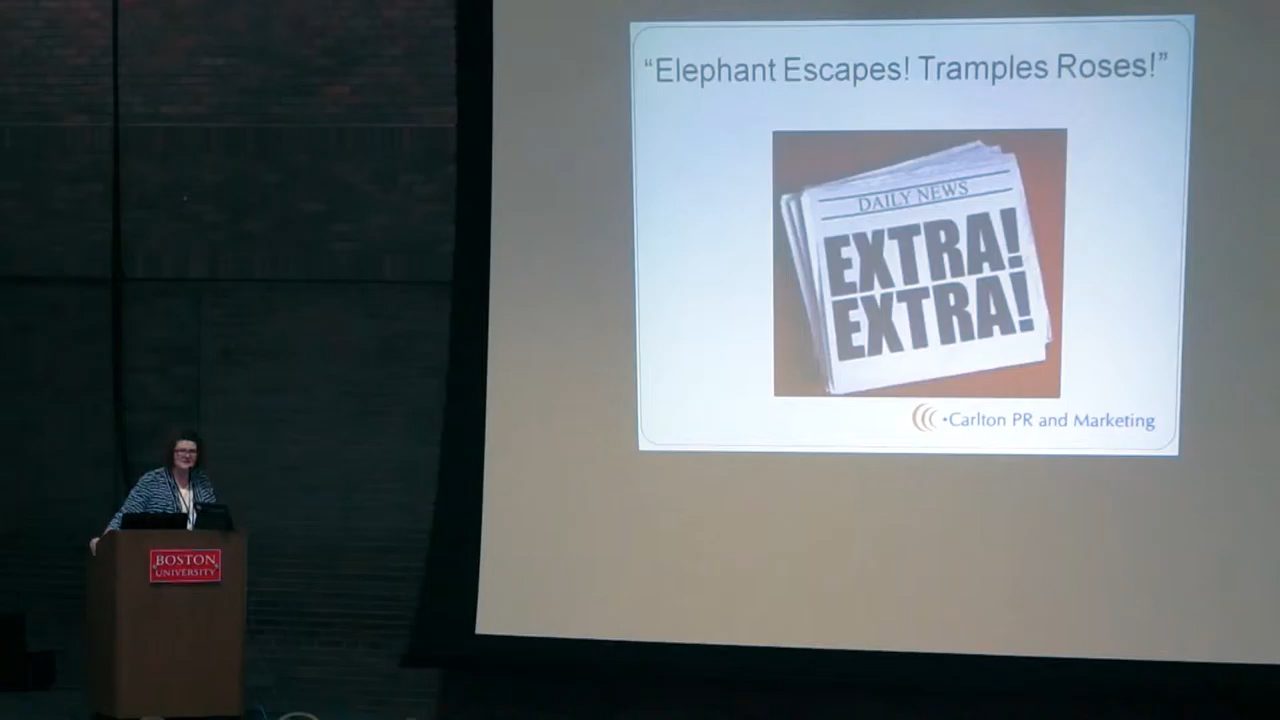 “Elephant Escapes! Tramples Roses!”
DAILY NEWS
EXTRA!
EXTRA!
•Carlton PR and Marketing
BOSTON
UNIVERSITY